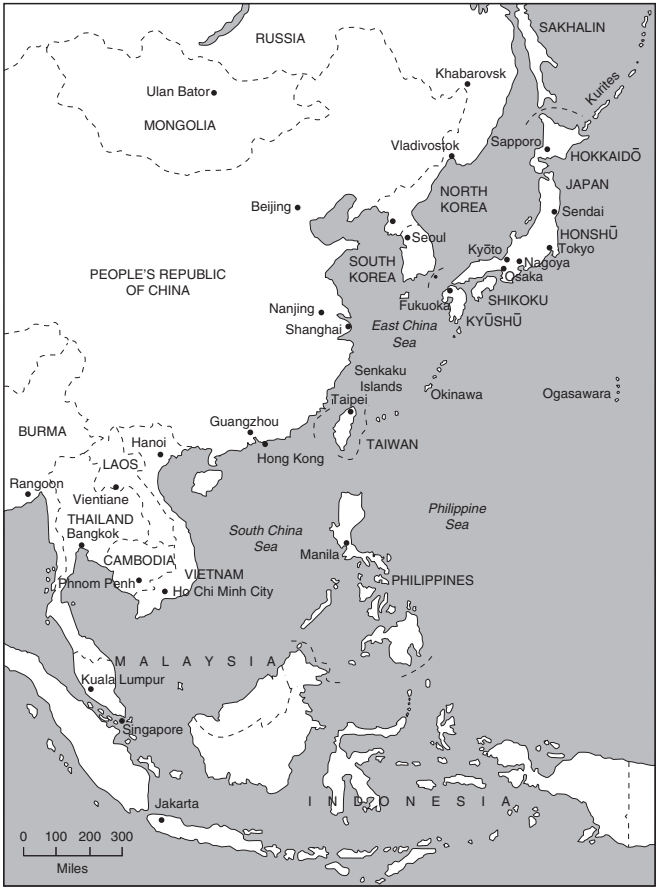 RUSSIA
SAKHALIN
Khabarovsk
Kurites
Ulan Bator
MONGOLIA
Vladivostok
Sapporo
HOKKAIDŌ
JAPAN
NORTH
KOREA
Beijing
Sendai
Seoul
HONSHŪ
Kyōto
Tokyo
Nagoya
SOUTH
KOREA
Osaka
PEOPLE'S REPUBLIC
OF CHINA
SHIKOKU
Fukuoka
Nanjing
KYŪSHŪ
Shanghai
East China
Sea
Senkaku
Islands
Okinawa
Ogasawara
Taipei
Guangzhou
BURMA
Hanoi
TAIWAN
Hong Kong
LAOS
Rangoon
Vientiane
Philippine
Sea
THAILAND
Bangkok
South China
Sea
Manila
CAMBODIA
VIETNAM
Phnom Penh
PHILIPPINES
Ho Chi Minh City
MALAYSIA
Kuala Lumpur
Singapore
INDONESIA
Jakarta
0 100 200 300
Miles